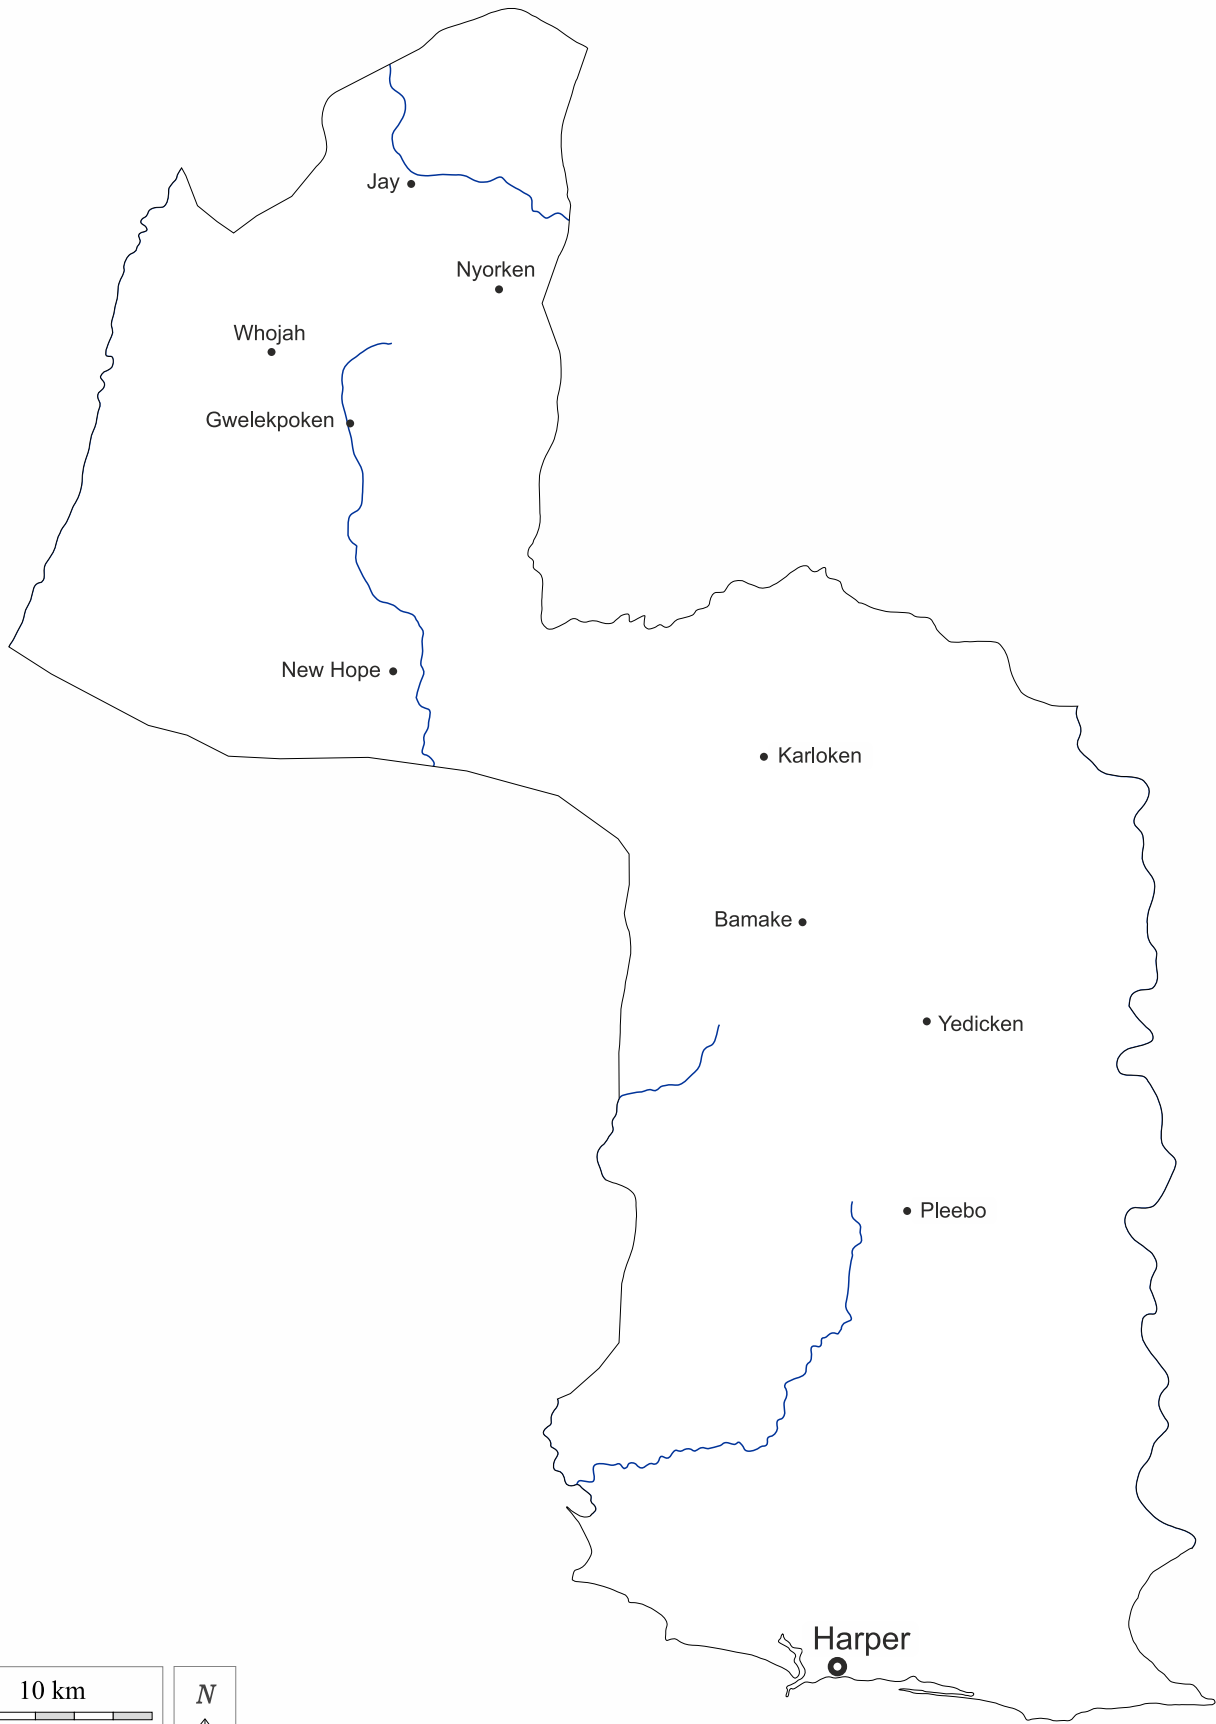 Jay
Nyorken
Whojah
Gwelekpoken
New Hope
Karloken
Bamake
Yedicken
Pleebo
Harper
10 km
N